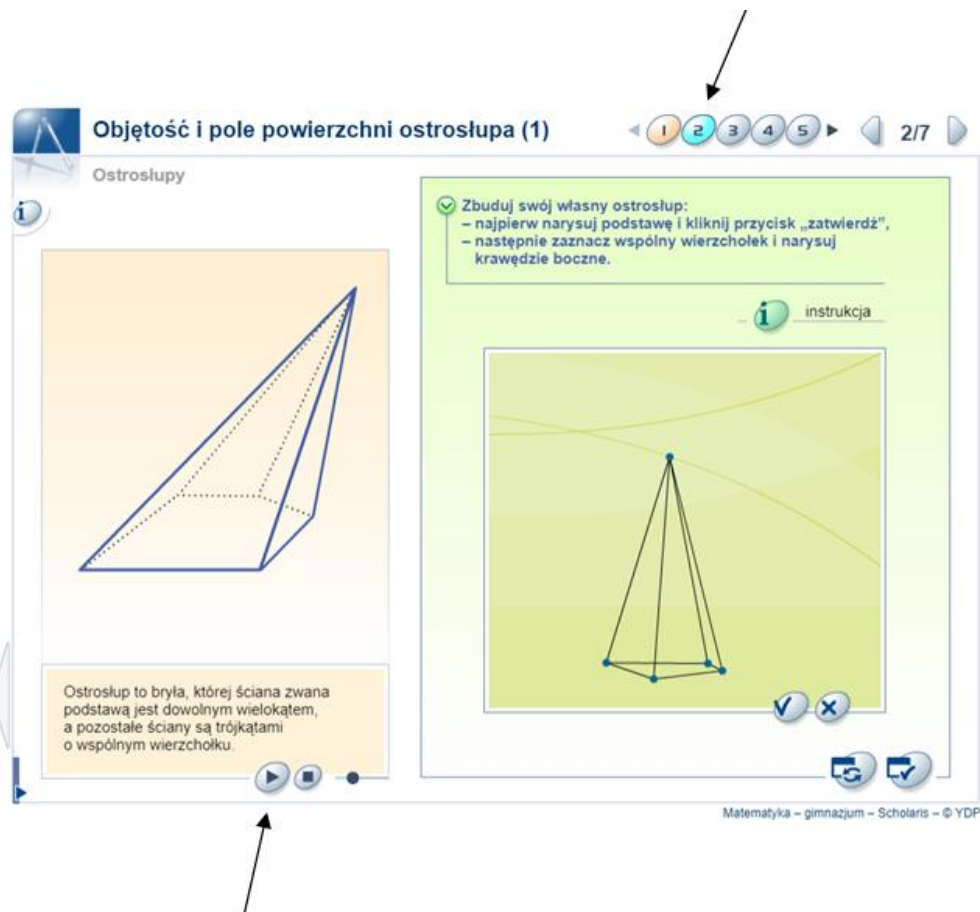 Objętość i pole powierzchni ostrosłupa (1)
1 2 3 4 5
2/7
Ostrosłupy
i
Zbuduj swój własny ostrosłup:
– najpierw narysuj podstawę i kliknij przycisk „zatwierdź”,
– następnie zaznacz wspólny wierzchołek i narysuj
krawędzie boczne.
i instrukcja
Ostrosłup to bryła, której ściana zwana
podstawą jest dowolnym wielokątem,
a pozostałe ściany są trójkątami
o wspólnym wierzchołku.
Matematyka – gimnazjum – Scholaris – © YDP